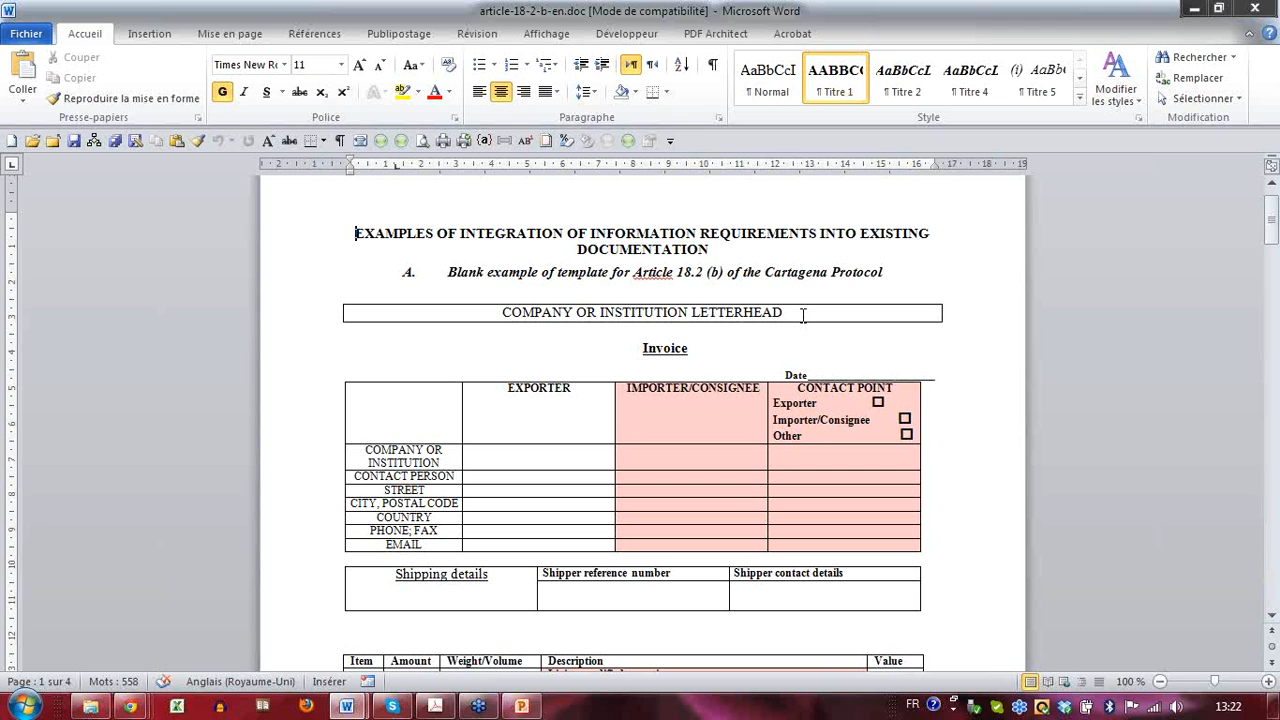 article-18-2-b-en.doc [Mode de compatibilité] - Microsoft Word
Fichier Accueil Insertion Mise en page Références Publipostage Révision Affichage Développeur PDF Architect Acrobat
Coller
Couper
Copier
Reproduire la mise en forme
Presse-papiers
Times New Ro 11
G I S abc x₂ x²
Police
Paragraphe
AaBbCcI AABBC AaBbCcL AaBbCcL (i) AaBb
¶ Normal ¶ Titre 1 ¶ Titre 2 ¶ Titre 4 ¶ Titre 5
Modifier
les styles
Style
Rechercher
Remplacer
Sélectionner
Modification
EXAMPLES OF INTEGRATION OF INFORMATION REQUIREMENTS INTO EXISTING
DOCUMENTATION
A. Blank example of template for Article 18.2 (b) of the Cartagena Protocol
COMPANY OR INSTITUTION LETTERHEAD
Invoice
Date
EXPORTER IMPORTER/CONSIGNEE CONTACT POINT
Exporter
Importer/Consignee
Other
COMPANY OR
INSTITUTION
CONTACT PERSON
STREET
CITY, POSTAL CODE
COUNTRY
PHONE; FAX
EMAIL
Shipping details Shipper reference number Shipper contact details
Item Amount Weight/Volume Description Value
Page : 1 sur 4 Mots : 558 Anglais (Royaume-Uni) Insérer 100 %
FR 13:22